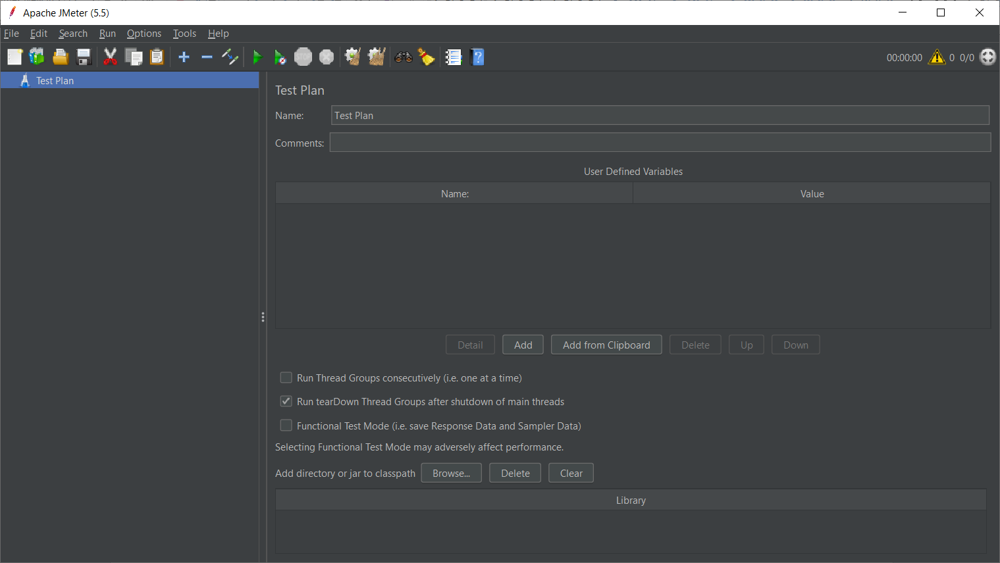 Apache JMeter (5.5)
File Edit Search Run Options Tools Help
STOP
00:00:00 0 0/0
Test Plan
Test Plan
Name: Test Plan
Comments:
User Defined Variables
Name: Value
Detail Add Add from Clipboard Delete Up Down
Run Thread Groups consecutively (i.e. one at a time)
Run tearDown Thread Groups after shutdown of main threads
Functional Test Mode (i.e. save Response Data and Sampler Data)
Selecting Functional Test Mode may adversely affect performance.
Add directory or jar to classpath Browse... Delete Clear
Library